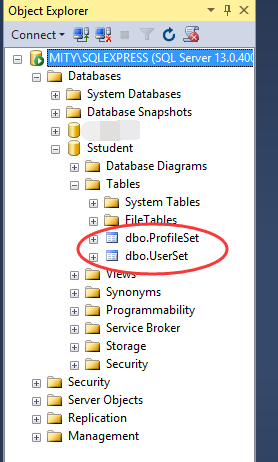 Object Explorer
Connect
MITY\SQLEXPRESS (SQL Server 13.0.400
Databases
System Databases
Database Snapshots
Sstudent
Database Diagrams
Tables
System Tables
FileTables
dbo.ProfileSet
dbo.UserSet
Views
Synonyms
Programmability
Service Broker
Storage
Security
Security
Server Objects
Replication
Management